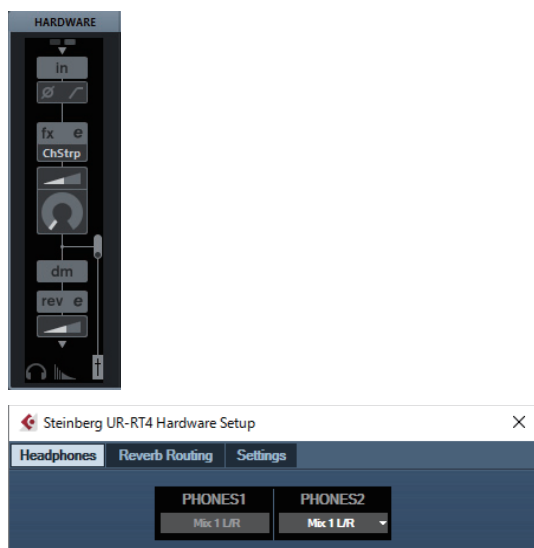 HARDWARE
in
fx e
ChStrp
dm
rev e
Steinberg UR-RT4 Hardware Setup
Headphones Reverb Routing Settings
PHONES1 PHONES2
Mix 1 L/R Mix 1 L/R